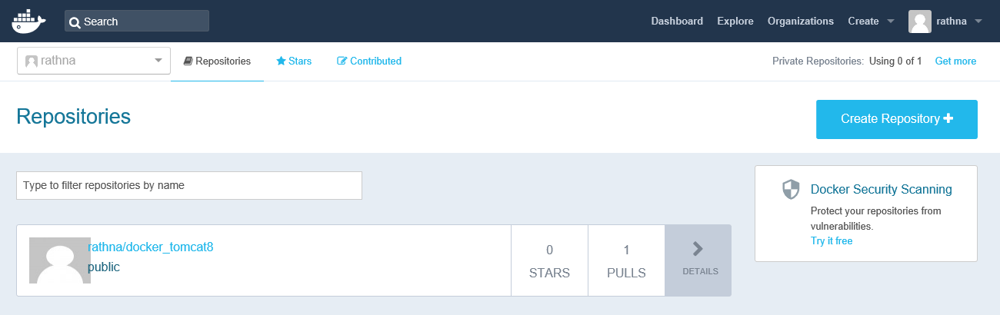 Search
Dashboard Explore Organizations Create rathna
rathna Repositories Stars Contributed Private Repositories: Using 0 of 1 Get more
Repositories
Create Repository
Type to filter repositories by name
Docker Security Scanning
Protect your repositories from
vulnerabilities.
Try it free
rathna/docker_tomcat8
public
0
STARS
1
PULLS
DETAILS